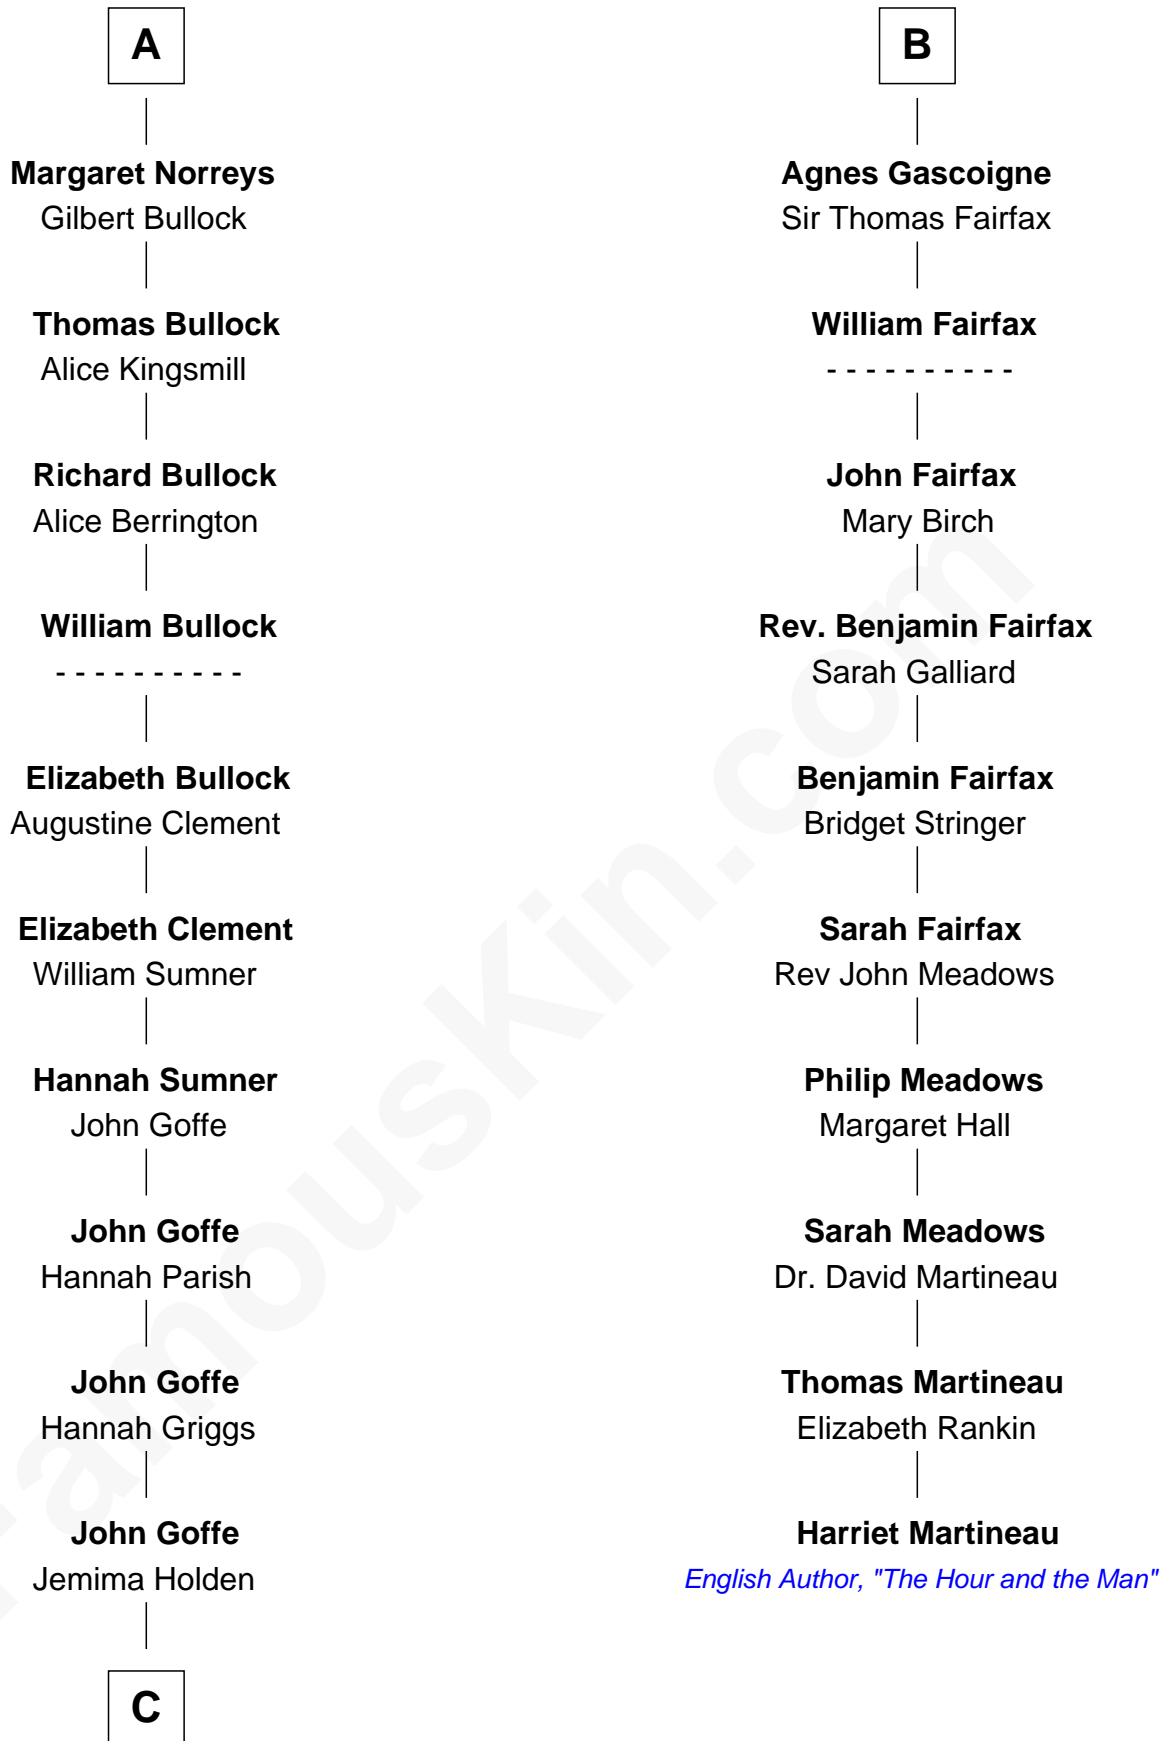 A
Margaret Norreys
Gilbert Bullock
Thomas Bullock
Alice Kingsmill
Richard Bullock
Alice Berrington
William Bullock
- - - - - - - - - -
Elizabeth Bullock
Augustine Clement
Elizabeth Clement
William Sumner
Hannah Sumner
John Goffe
John Goffe
Hannah Parish
John Goffe
Hannah Griggs
John Goffe
Jemima Holden
C
B
Agnes Gascoigne
Sir Thomas Fairfax
William Fairfax
- - - - - - - - - -
John Fairfax
Mary Birch
Rev. Benjamin Fairfax
Sarah Galliard
Benjamin Fairfax
Bridget Stringer
Sarah Fairfax
Rev John Meadows
Philip Meadows
Margaret Hall
Sarah Meadows
Dr. David Martineau
Thomas Martineau
Elizabeth Rankin
Harriet Martineau
English Author, "The Hour and the Man"
FamousKin.com